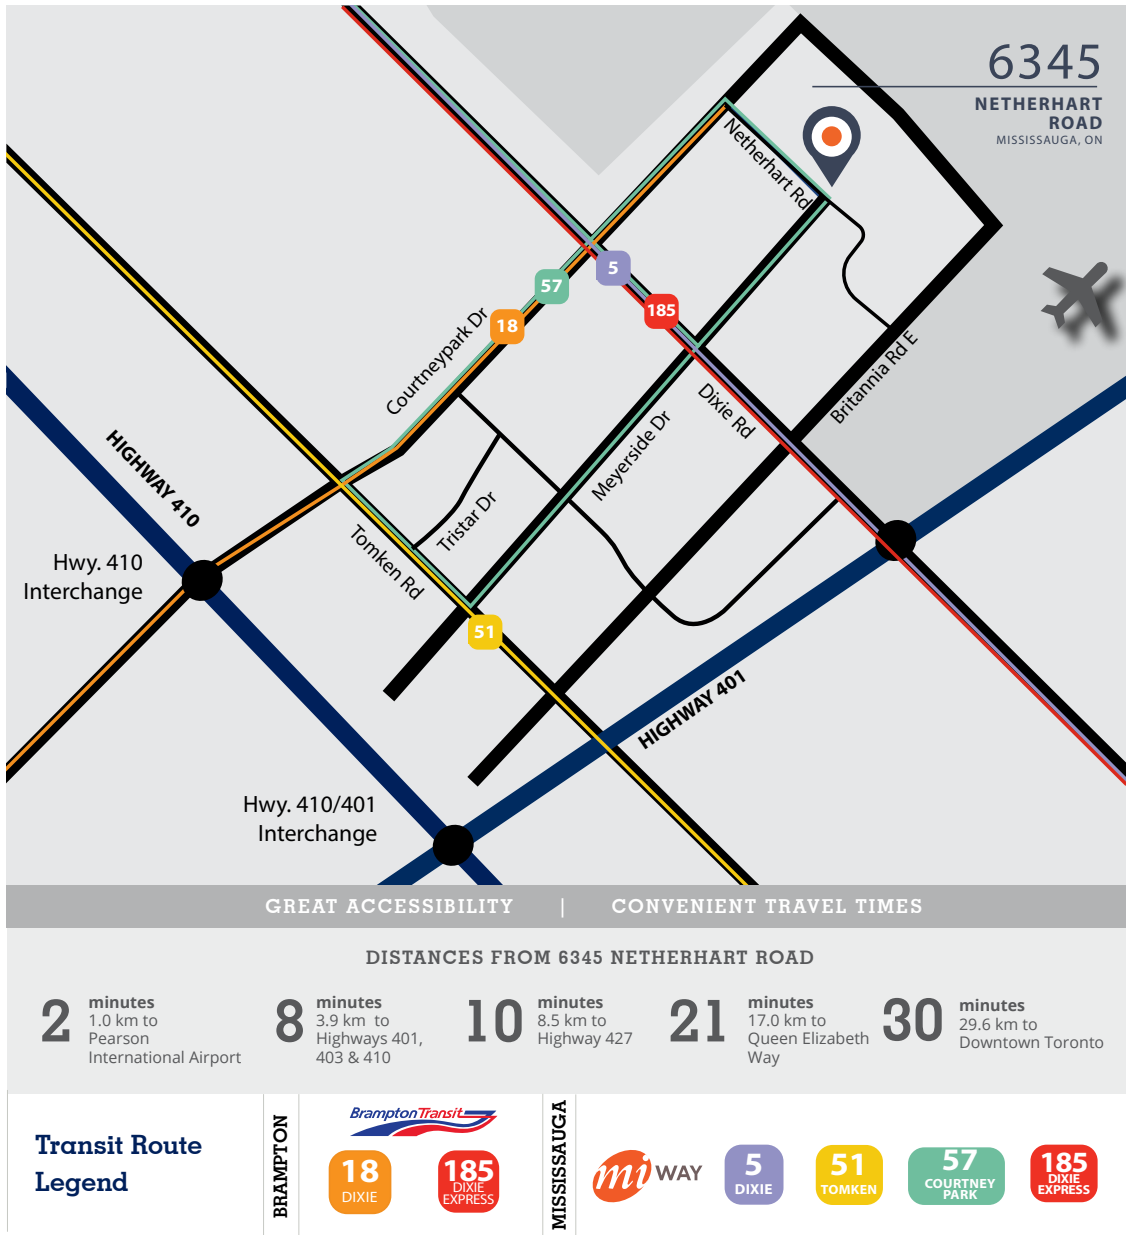 6345
NETHERHART
ROAD
MISSISSAUGA, ON
Netherhart Rd
5
57
185
18
Courtneypark Dr
Britannia Rd E
Dixie Rd
Meyerside Dr
HIGHWAY 410
Tristar Dr
Tomken Rd
Hwy. 410
Interchange
51
HIGHWAY 401
Hwy. 410/401
Interchange
GREAT ACCESSIBILITY | CONVENIENT TRAVEL TIMES
DISTANCES FROM 6345 NETHERHART ROAD
2
minutes
1.0 km to
Pearson
International Airport
8
minutes
3.9 km to
Highways 401,
403 & 410
10
minutes
8.5 km to
Highway 427
21
minutes
17.0 km to
Queen Elizabeth
Way
30
minutes
29.6 km to
Downtown Toronto
Transit Route
Legend
BRAMPTON
BramptonTransit
18
DIXIE
185
DIXIE
EXPRESS
MISSISSAUGA
mi WAY
5
DIXIE
51
TOMKEN
57
COURTNEY
PARK
185
DIXIE
EXPRESS